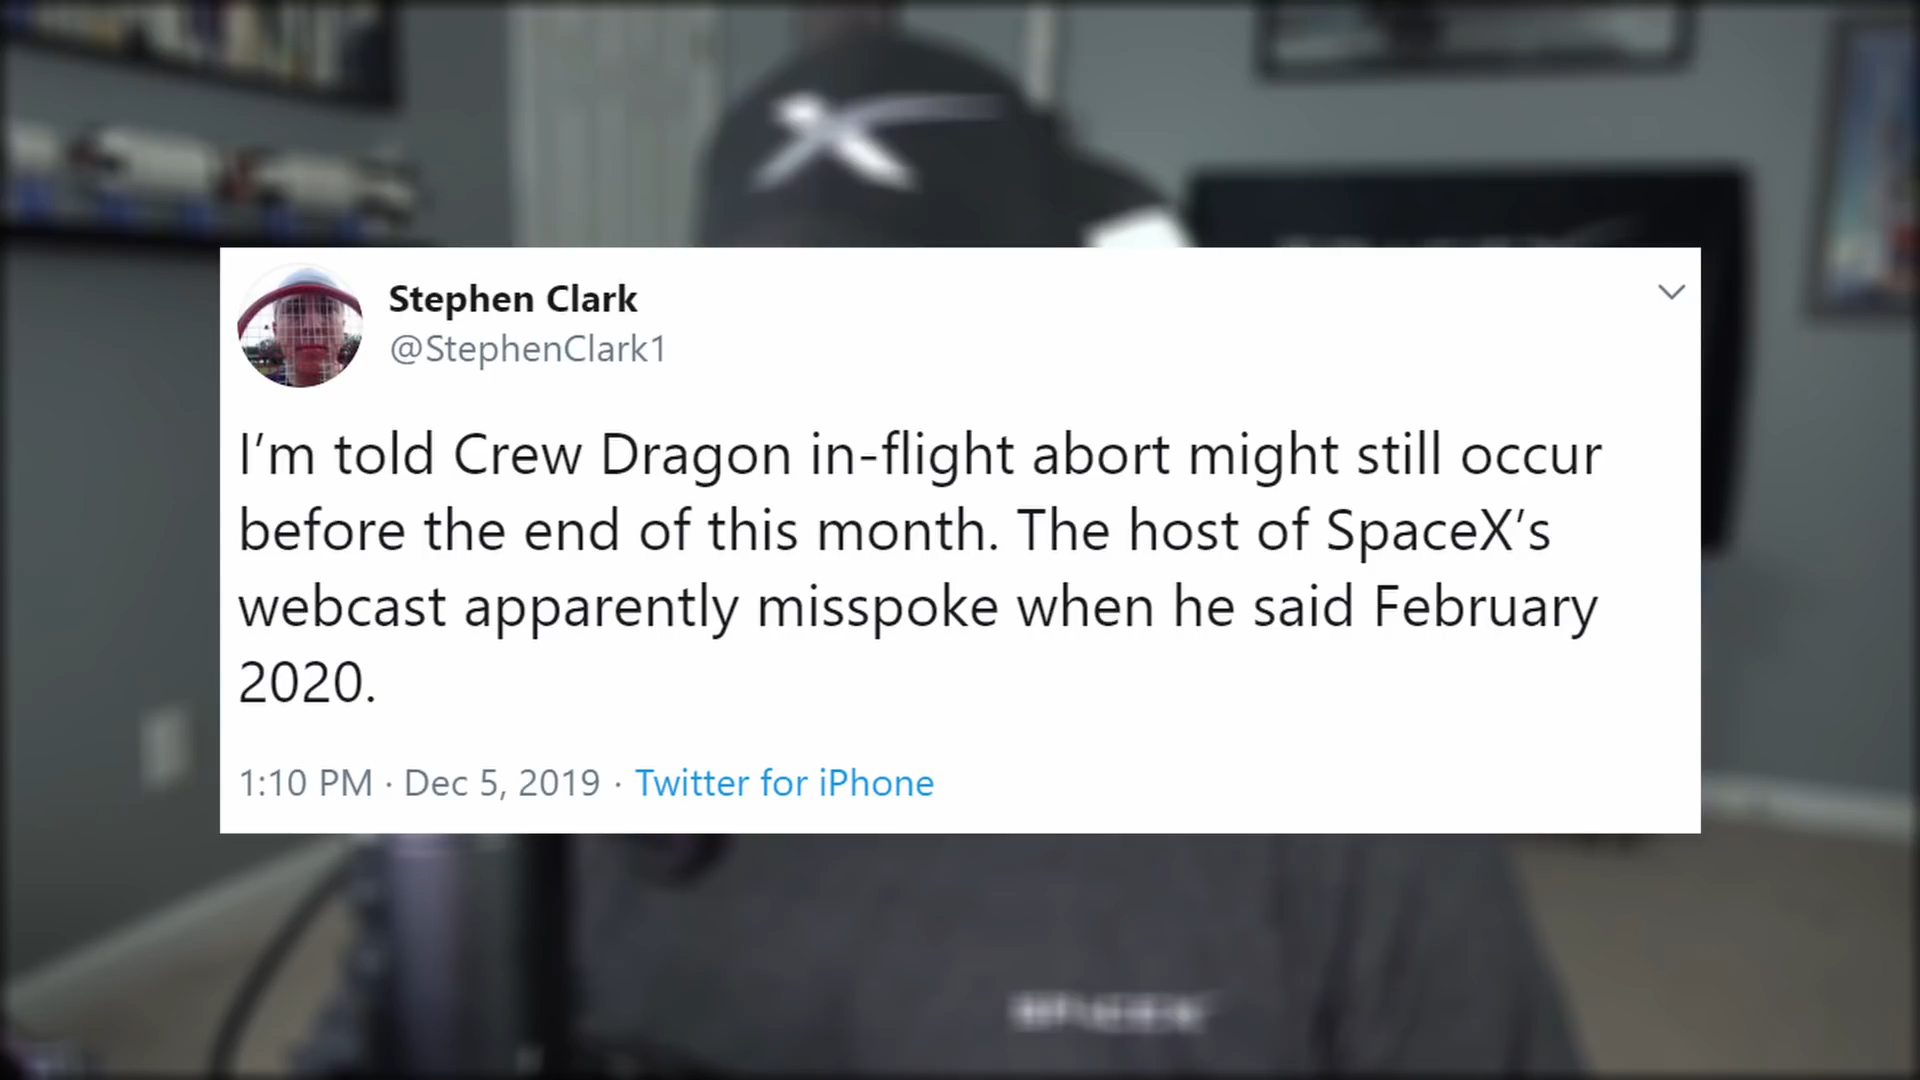 Stephen Clark
@StephenClark1
I’m told Crew Dragon in-flight abort might still occur
before the end of this month. The host of SpaceX’s
webcast apparently misspoke when he said February
2020.
1:10 PM · Dec 5, 2019 · Twitter for iPhone
SPACEX